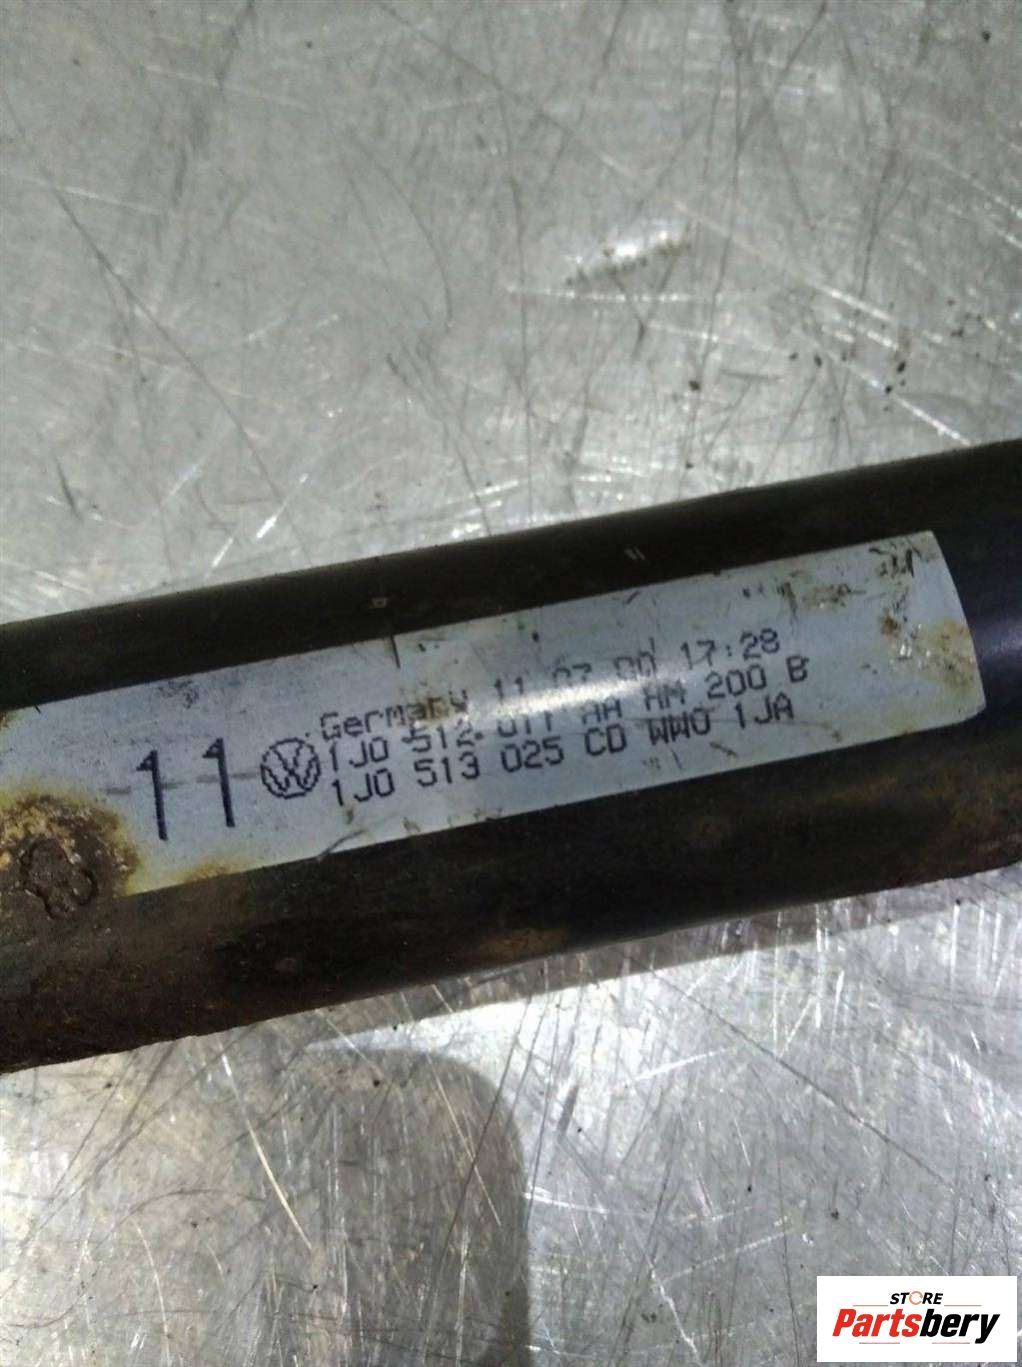 11
Germany 11 07 00 17:28
1J0 512 011 AA HM 200 B
1J0 513 025 CD WWO 1JA
STORE
Partsbery